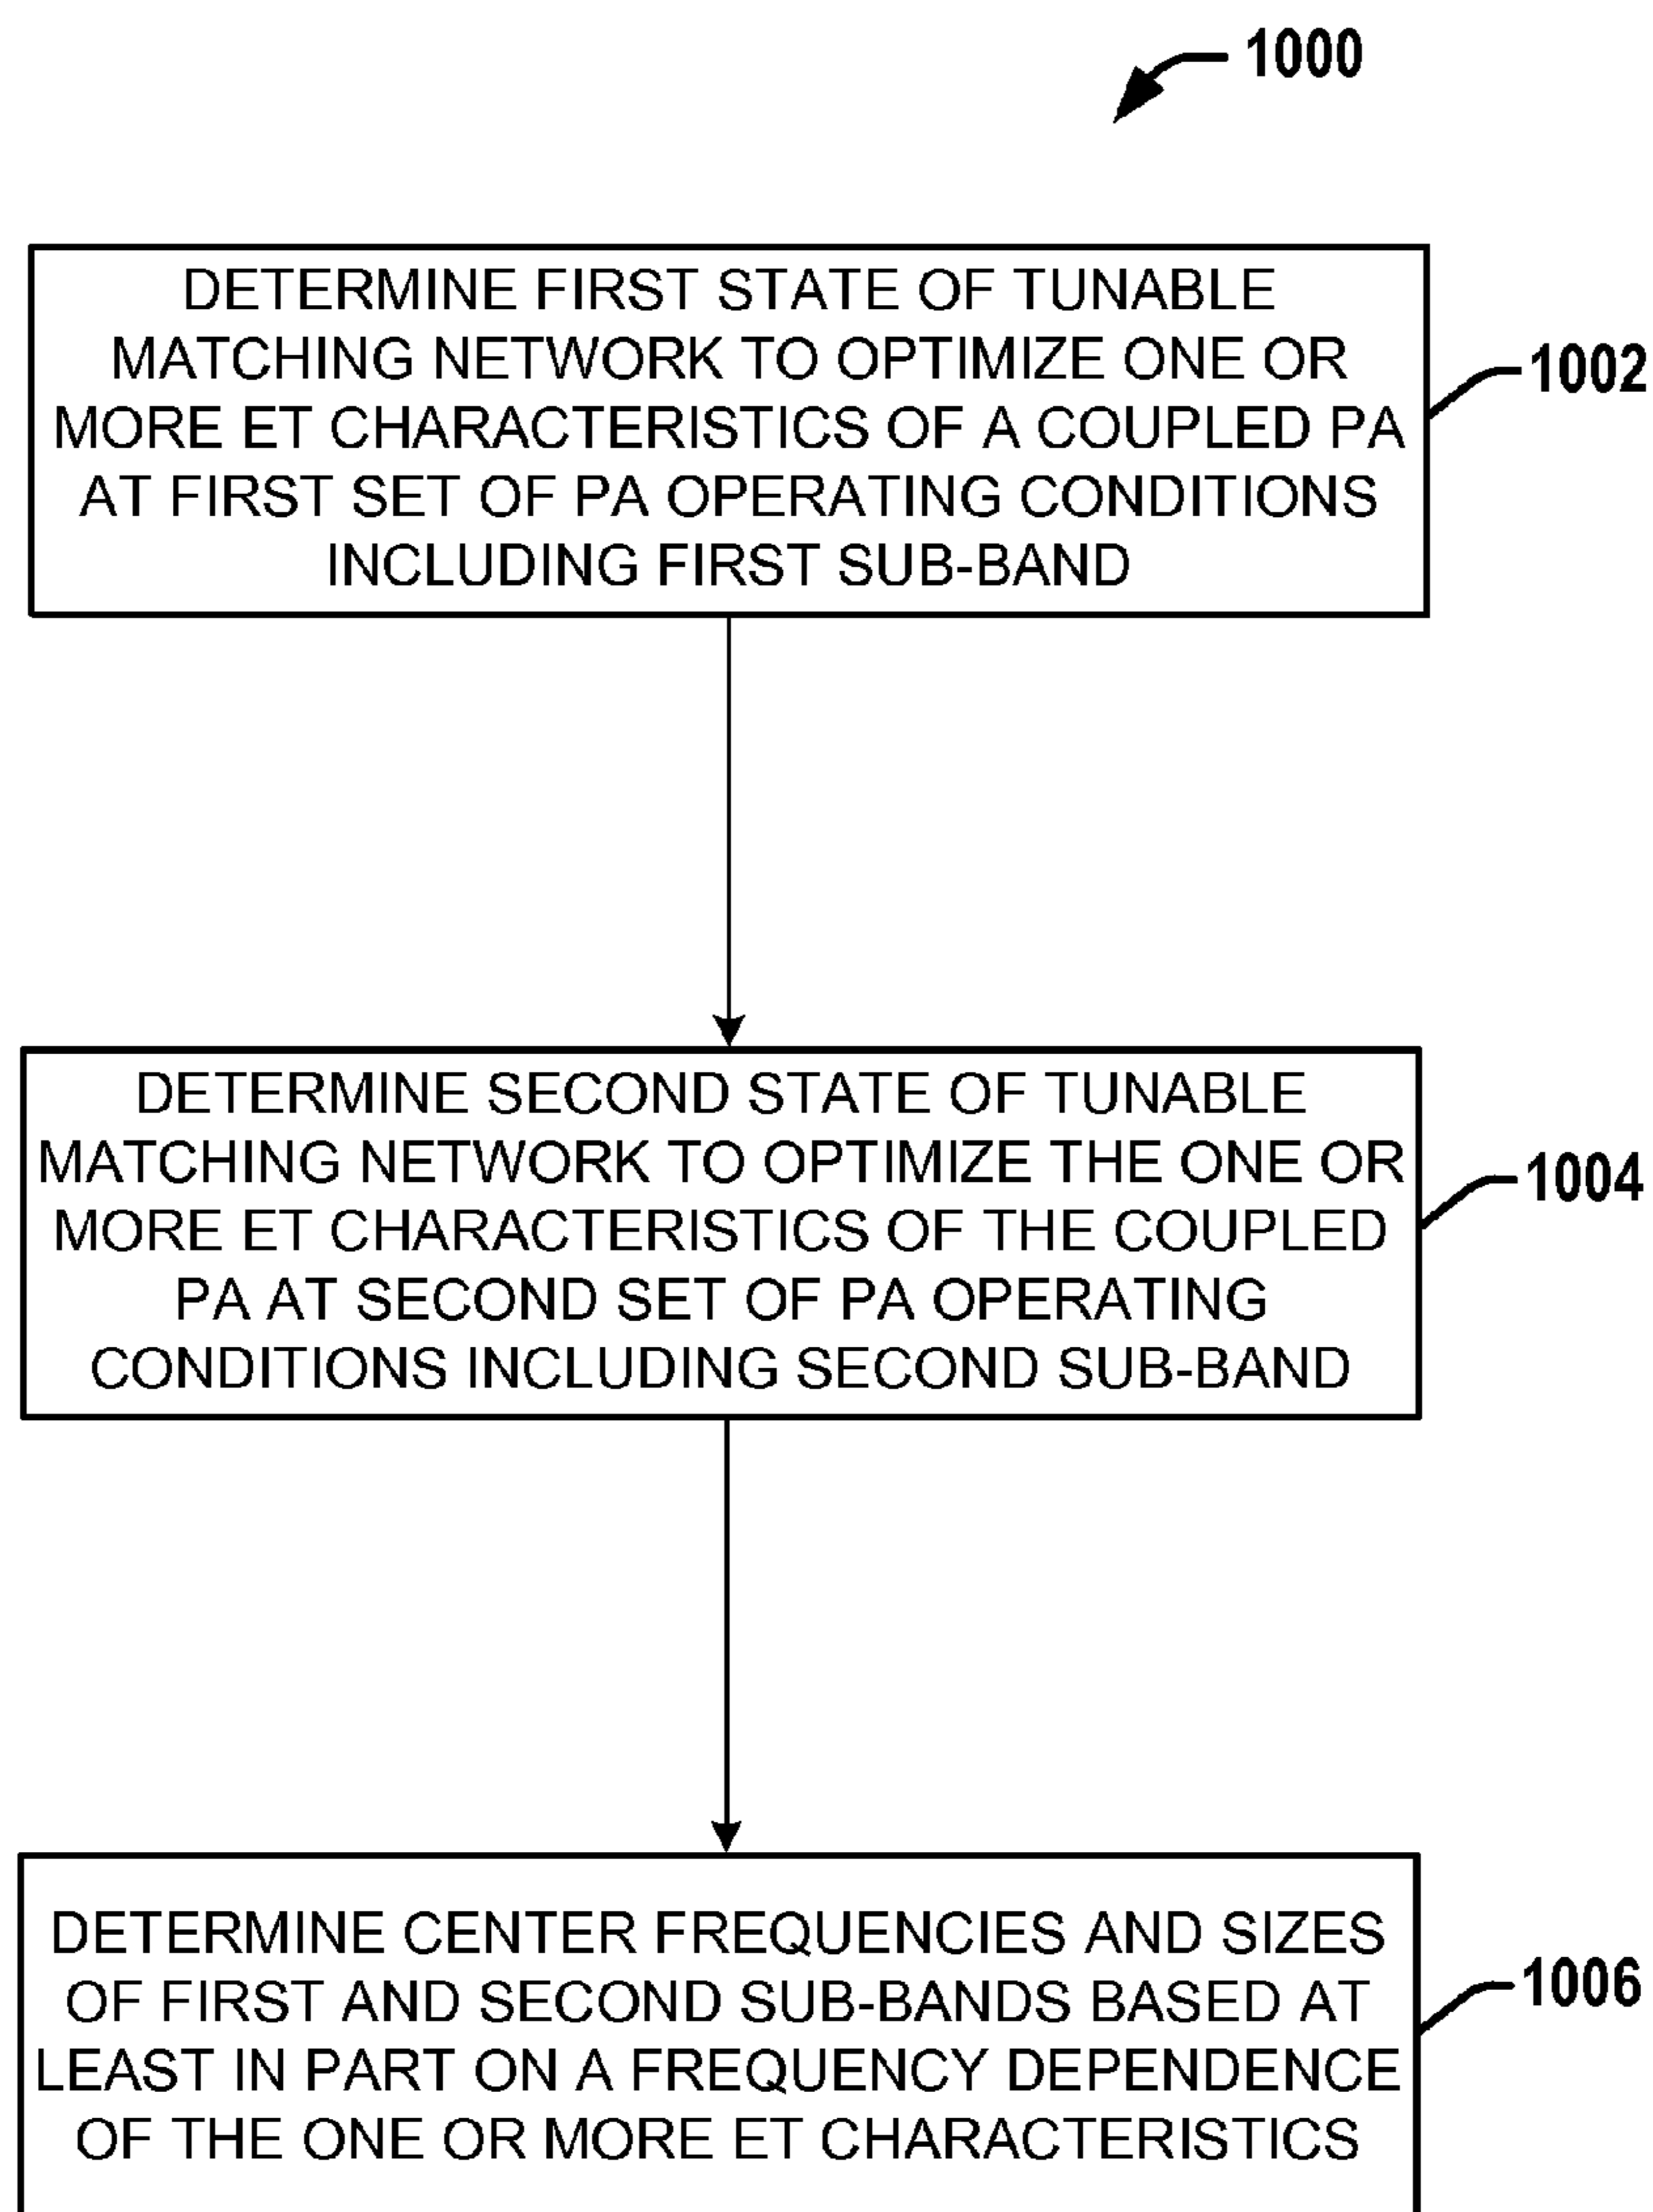 1000
DETERMINE FIRST STATE OF TUNABLE
MATCHING NETWORK TO OPTIMIZE ONE OR
MORE ET CHARACTERISTICS OF A COUPLED PA
AT FIRST SET OF PA OPERATING CONDITIONS
INCLUDING FIRST SUB-BAND
1002
DETERMINE SECOND STATE OF TUNABLE
MATCHING NETWORK TO OPTIMIZE THE ONE OR
MORE ET CHARACTERISTICS OF THE COUPLED
PA AT SECOND SET OF PA OPERATING
CONDITIONS INCLUDING SECOND SUB-BAND
1004
DETERMINE CENTER FREQUENCIES AND SIZES
OF FIRST AND SECOND SUB-BANDS BASED AT
LEAST IN PART ON A FREQUENCY DEPENDENCE
OF THE ONE OR MORE ET CHARACTERISTICS
1006